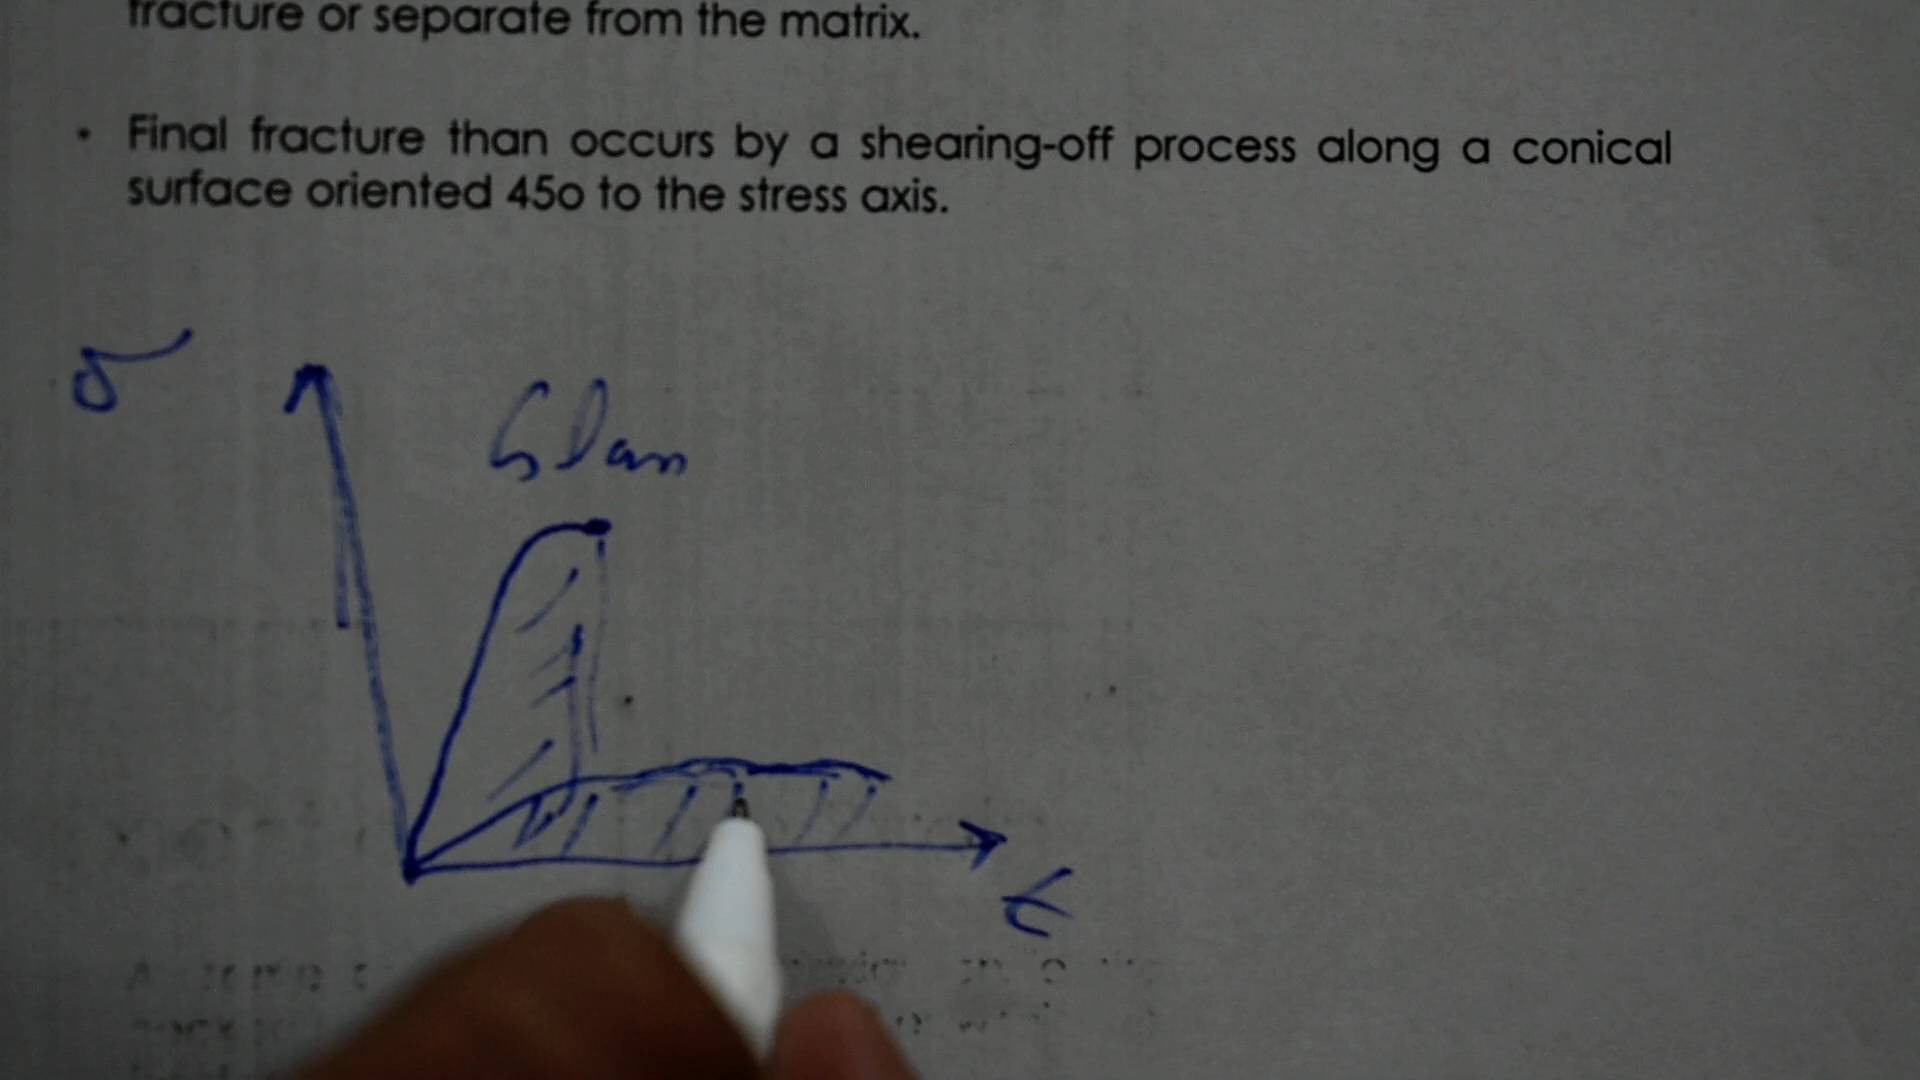 fracture or separate from the matrix.
• Final fracture than occurs by a shearing-off process along a conical
surface oriented 45o to the stress axis.
σ
Glass
ε